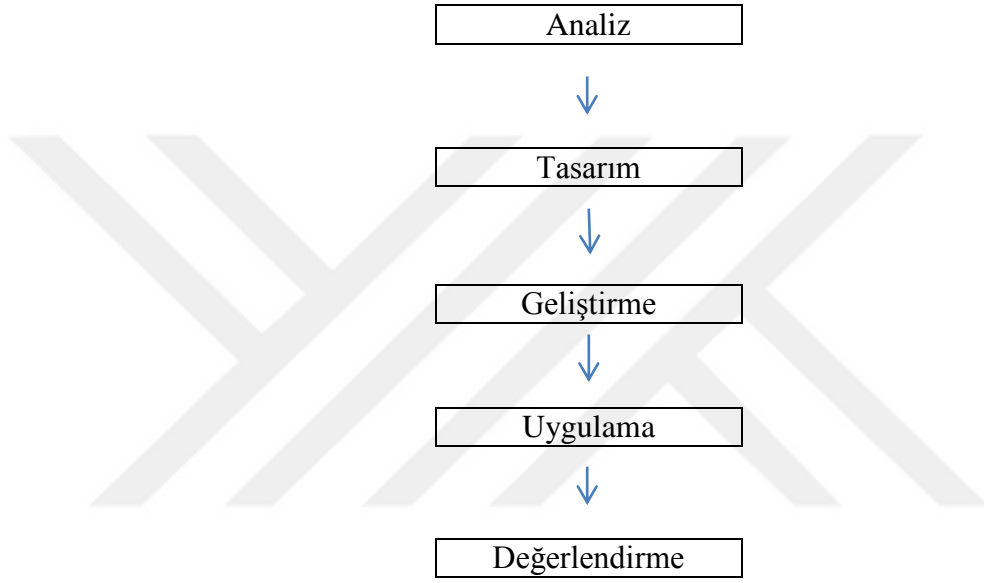 Analiz
Tasarım
Geliştirme
Uygulama
Değerlendirme